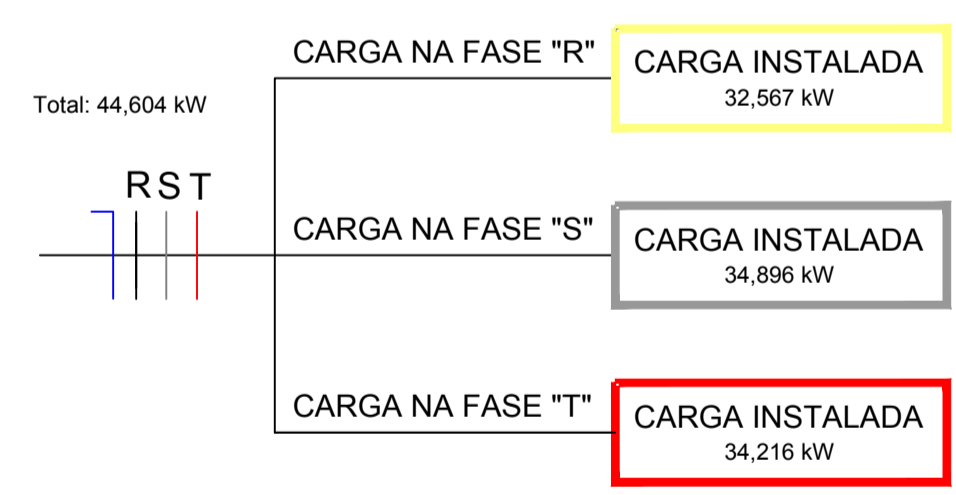 CARGA NA FASE "R"
CARGA INSTALADA
32,567 kW
Total: 44,604 kW
R S T
CARGA NA FASE "S"
CARGA INSTALADA
34,896 kW
CARGA NA FASE "T"
CARGA INSTALADA
34,216 kW